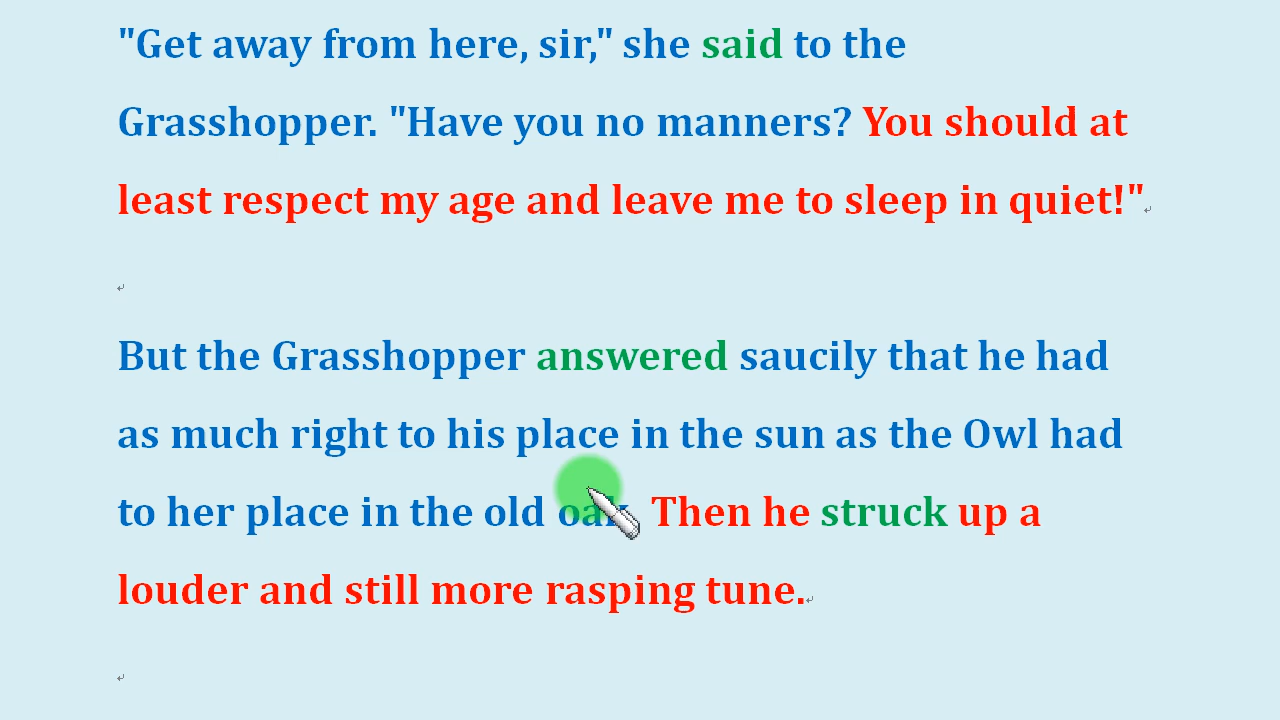 "Get away from here, sir," she said to the
Grasshopper. "Have you no manners? You should at
least respect my age and leave me to sleep in quiet!"
But the Grasshopper answered saucily that he had
as much right to his place in the sun as the Owl had
to her place in the old oak. Then he struck up a
louder and still more rasping tune.